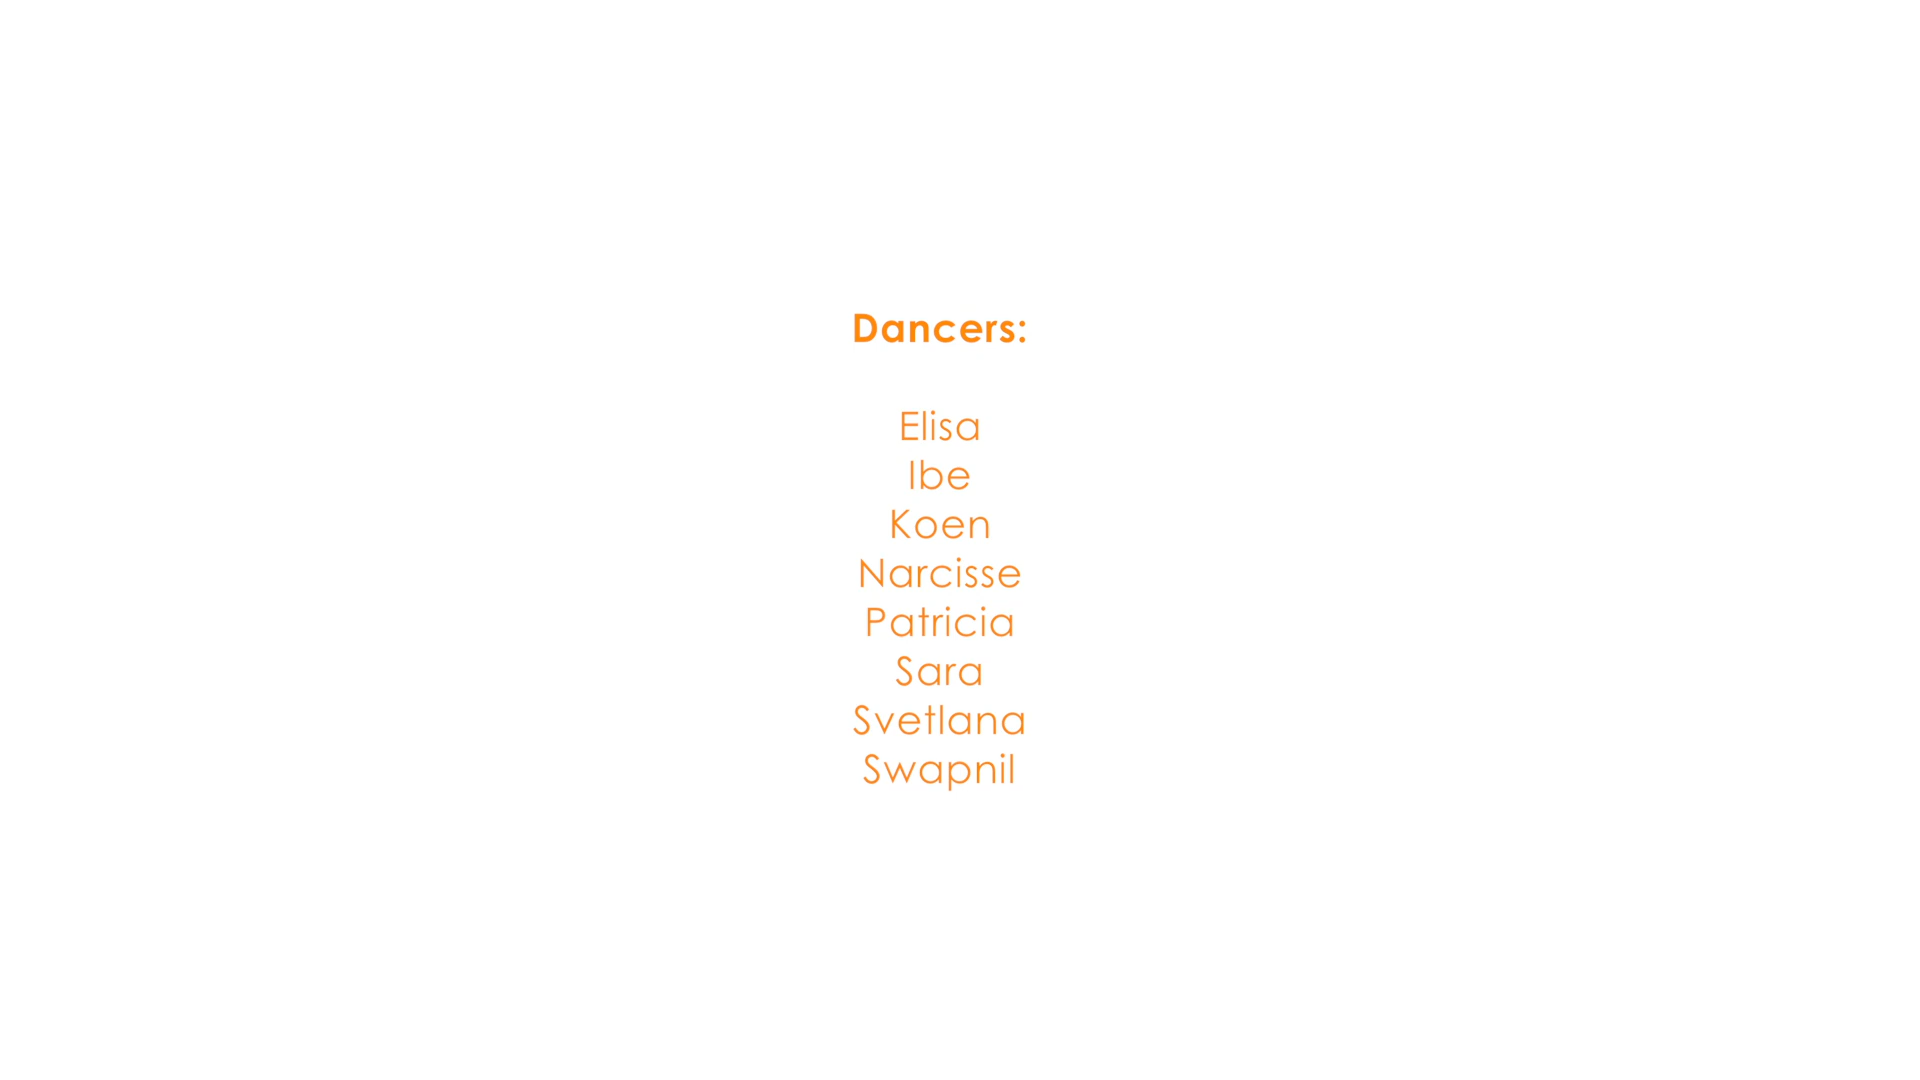 Dancers:
Elisa
Ibe
Koen
Narcisse
Patricia
Sara
Svetlana
Swapnil